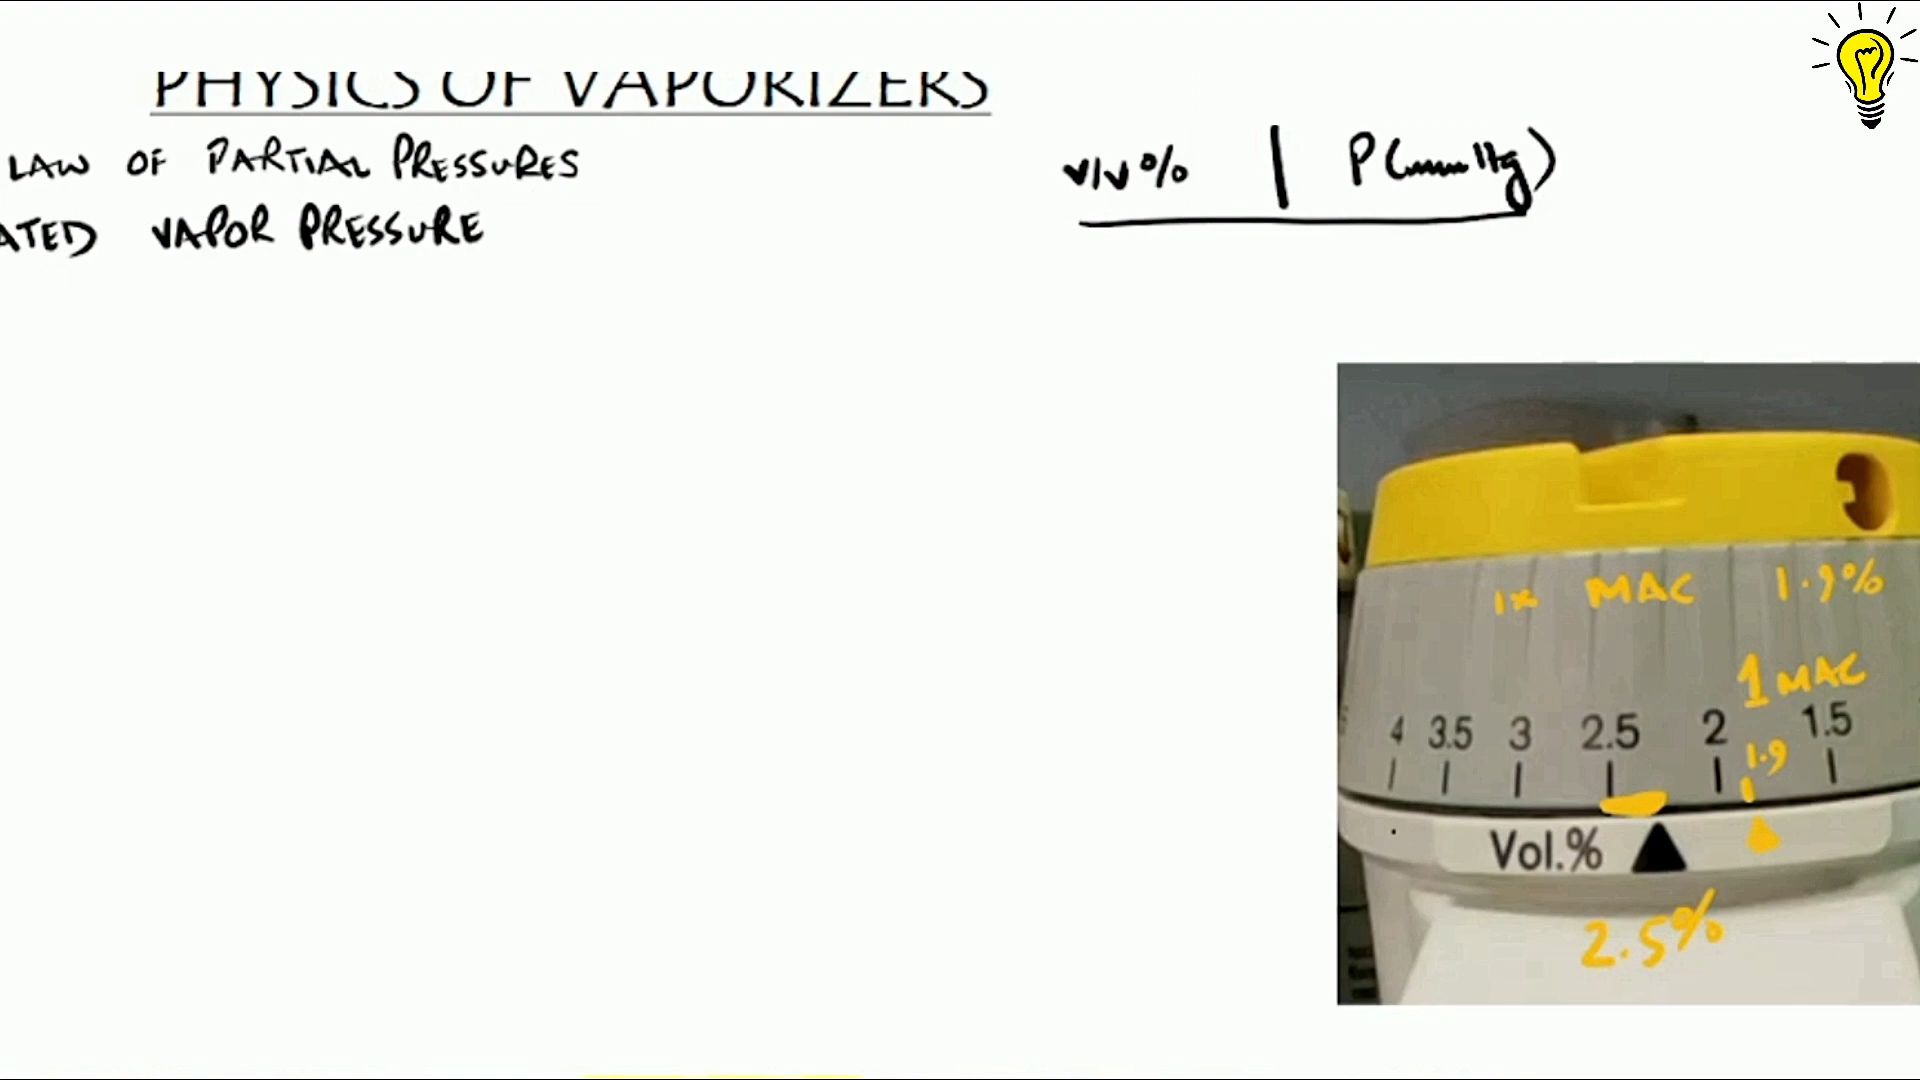 PHYSICS OF VAPORIZERS
LAW OF PARTIAL PRESSURES
ATED VAPOR PRESSURE
v/v% | P(mmHg)
1x MAC 1.9%
1 MAC
4 3.5 3 2.5 2 1.5
1.9
Vol.%
2.5%